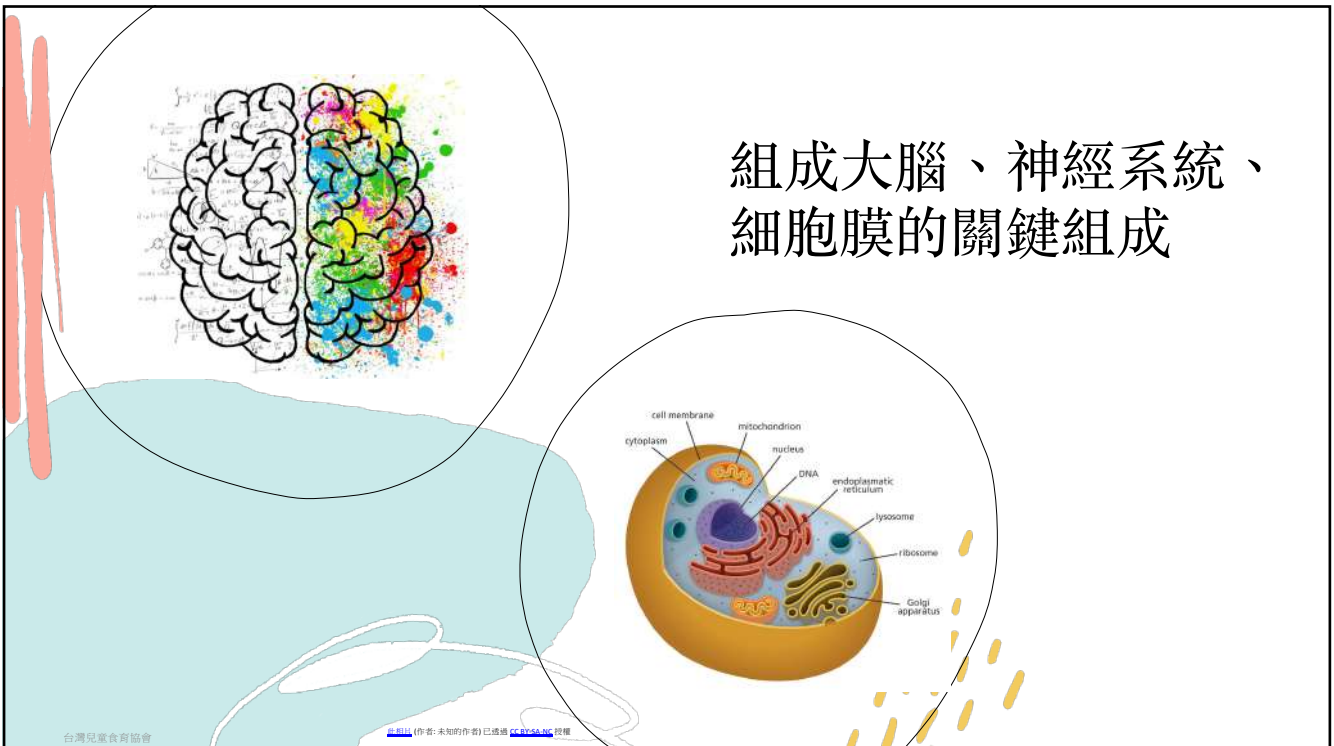 組成大腦、神經系統、
細胞膜的關鍵組成
cell membrane
mitochondrion
cytoplasm
nucleus
DNA
endoplasmatic
reticulum
lysosome
ribosome
Golgi
apparatus
台灣兒童食育協會
此相片 (作者: 未知的作者) 已透過 CC BY-SA-NC 授權